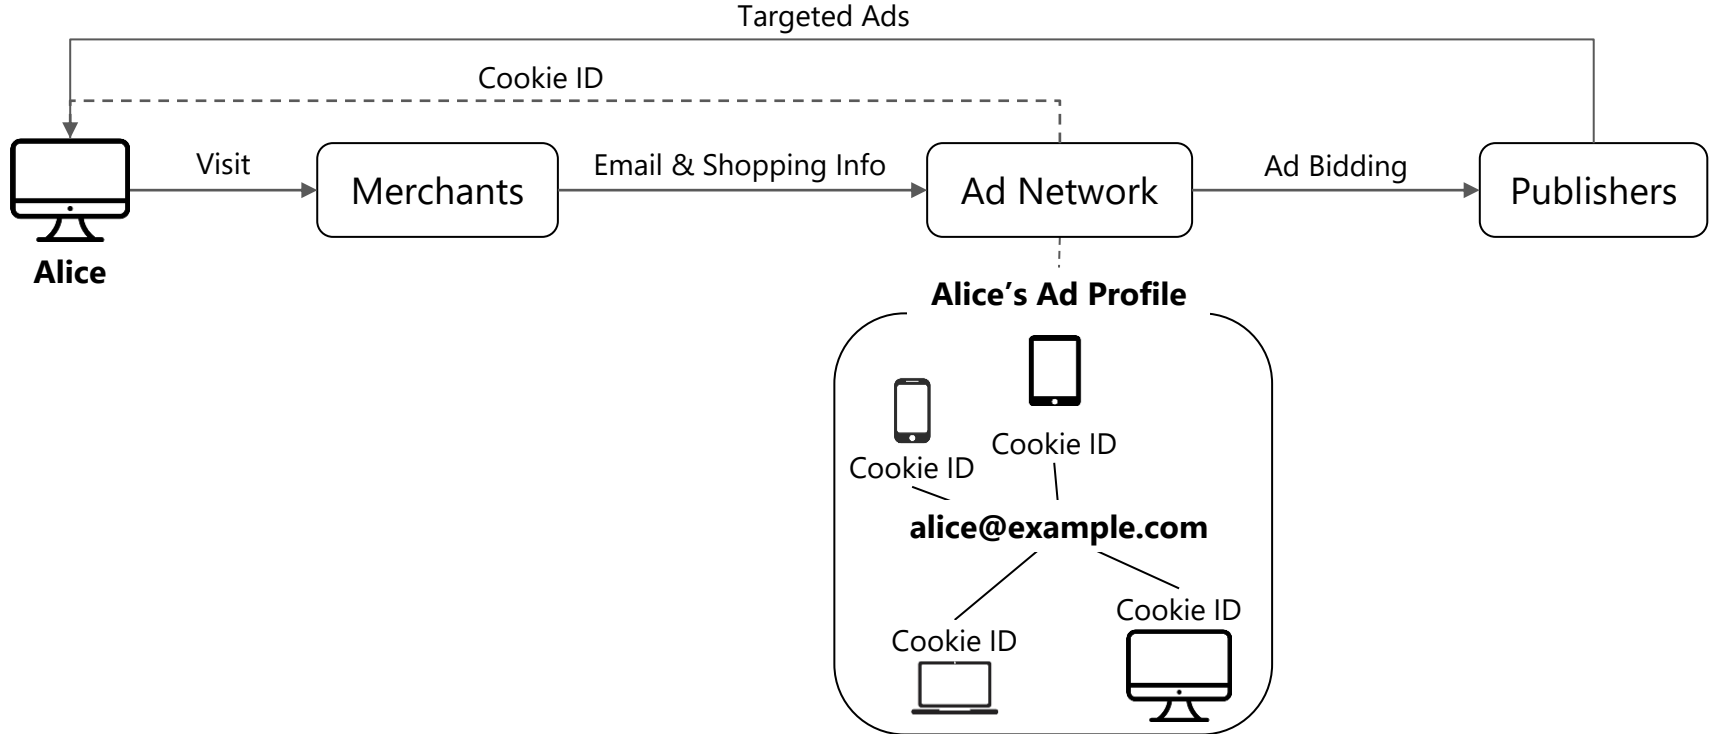 Targeted Ads
Cookie ID
Visit
Merchants
Email & Shopping Info
Ad Network
Ad Bidding
Publishers
Alice
Alice’s Ad Profile
Cookie ID
Cookie ID
alice@example.com
Cookie ID
Cookie ID